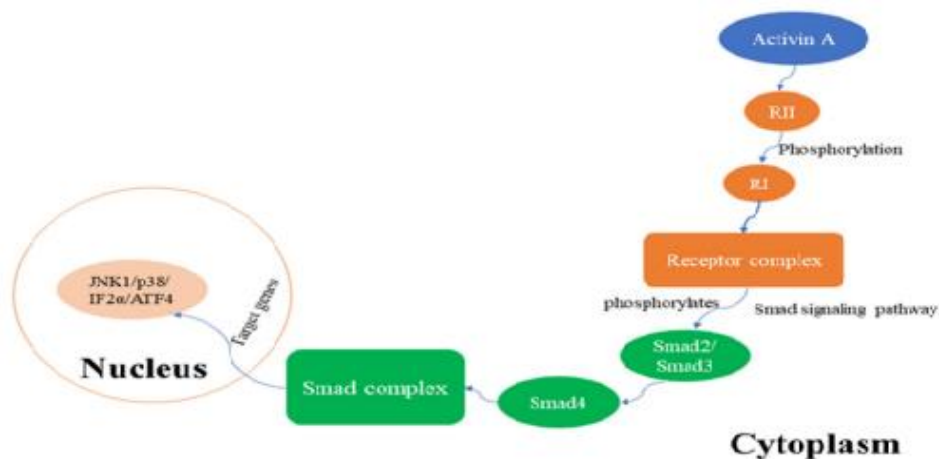 Activin A
RII
Phosphorylation
RI
Receptor complex
phosphorylates
Smad signaling pathway
Smad2/
Smad3
Smad4
Smad complex
Target genes
JNK1/p38/
IF2α/ATF4
Nucleus
Cytoplasm